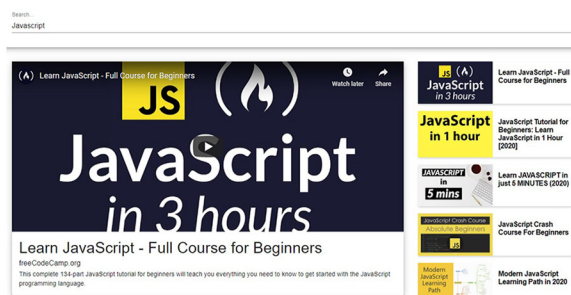 Search...
Javascript
Learn JavaScript - Full Course for Beginners
Watch later
Share
JS
JavaScript
in 3 hours
Learn JavaScript - Full Course for Beginners
freeCodeCamp.org
This complete 134-part JavaScript tutorial for beginners will teach you everything you need to know to get started with the JavaScript
programming language.
JS
JavaScript
in 3 hours
Learn JavaScript - Full
Course for Beginners
JavaScript
in 1 hour
JavaScript Tutorial for
Beginners: Learn
JavaScript in 1 Hour
[2020]
JAVASCRIPT
in
5 mins
Learn JAVASCRIPT in
just 5 MINUTES (2020)
JavaScript Crash Course
Absolute Beginners
JS
JavaScript Crash
Course For Beginners
Modern
JavaScript
Learning
Path
Modern JavaScript
Learning Path in 2020